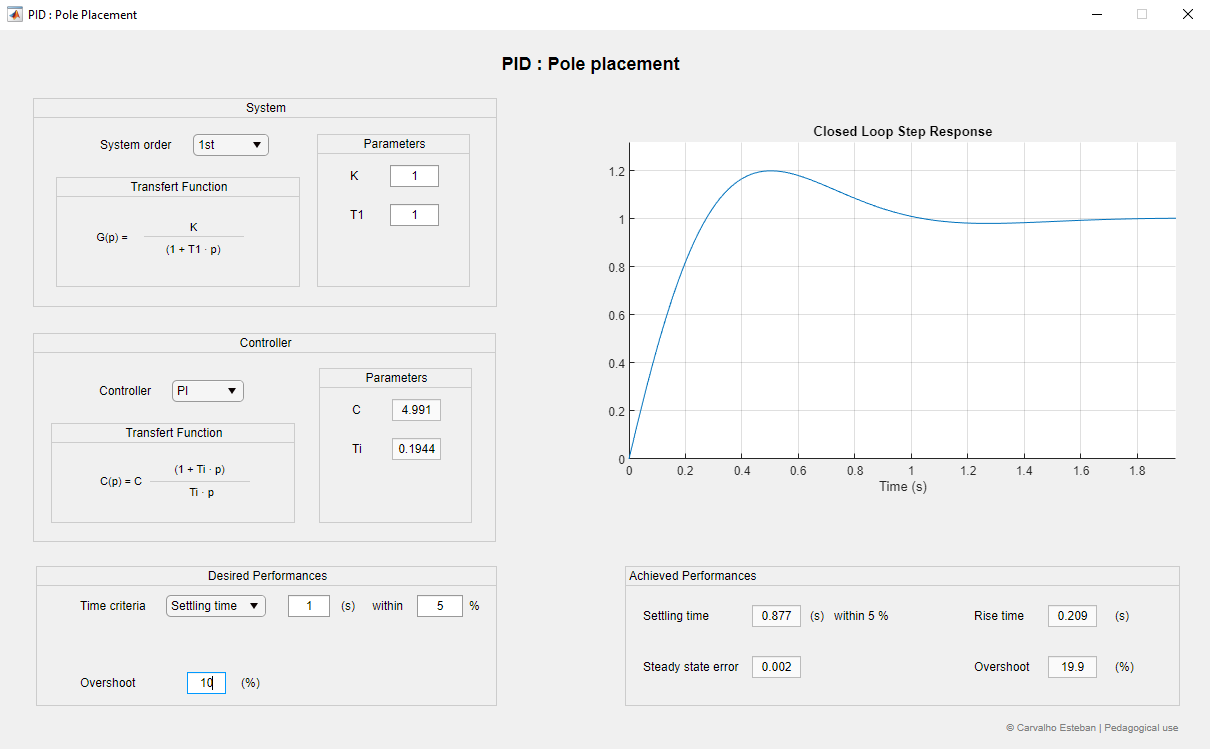 PID : Pole Placement
PID : Pole placement
System
System order 1st
Transfert Function
G(p) = K
(1 + T1 · p)
Parameters
K 1
T1 1
Controller
Controller PI
Transfert Function
C(p) = C (1 + Ti · p)
Ti · p
Parameters
C 4.991
Ti 0.1944
Desired Performances
Time criteria Settling time 1 (s) within 5 %
Overshoot 10 (%)
Closed Loop Step Response
1.2
1
0.8
0.6
0.4
0.2
0
0 0.2 0.4 0.6 0.8 1 1.2 1.4 1.6 1.8
Time (s)
Achieved Performances
Settling time 0.877 (s) within 5 % Rise time 0.209 (s)
Steady state error 0.002 Overshoot 19.9 (%)
© Carvalho Esteban | Pedagogical use